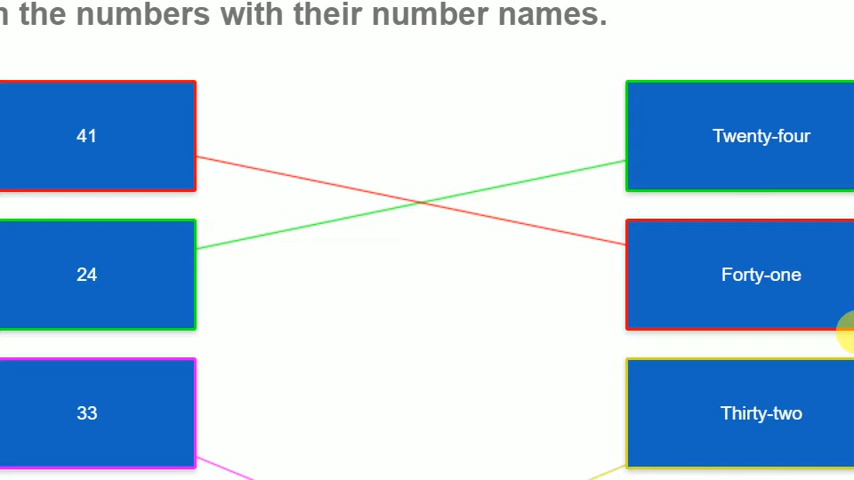 the numbers with their number names.
41
Twenty-four
24
Forty-one
33
Thirty-two